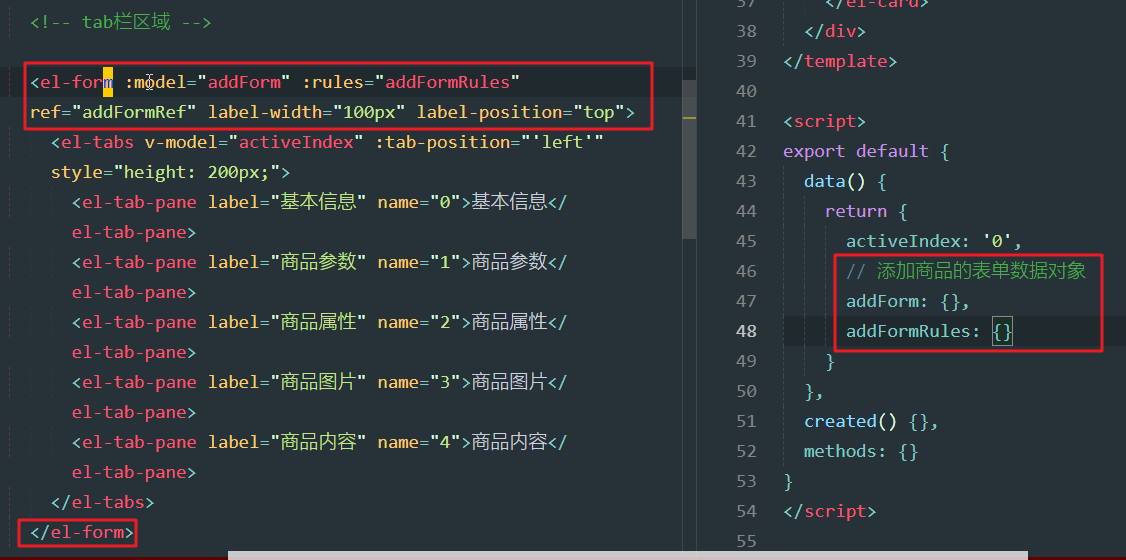 <!-- tab栏区域 -->
<el-form :model="addForm" :rules="addFormRules"
ref="addFormRef" label-width="100px" label-position="top">
<el-tabs v-model="activeIndex" :tab-position="'left'"
style="height: 200px;">
<el-tab-pane label="基本信息" name="0">基本信息</
el-tab-pane>
<el-tab-pane label="商品参数" name="1">商品参数</
el-tab-pane>
<el-tab-pane label="商品属性" name="2">商品属性</
el-tab-pane>
<el-tab-pane label="商品图片" name="3">商品图片</
el-tab-pane>
<el-tab-pane label="商品内容" name="4">商品内容</
el-tab-pane>
</el-tabs>
</el-form>
37 </el-card>
38 </div>
39 </template>
40
41 <script>
42 export default {
43 data() {
44 return {
45 activeIndex: '0',
46 // 添加商品的表单数据对象
47 addForm: {},
48 addFormRules: {}
49 }
50 },
51 created() {},
52 methods: {}
53 }
54 </script>
55